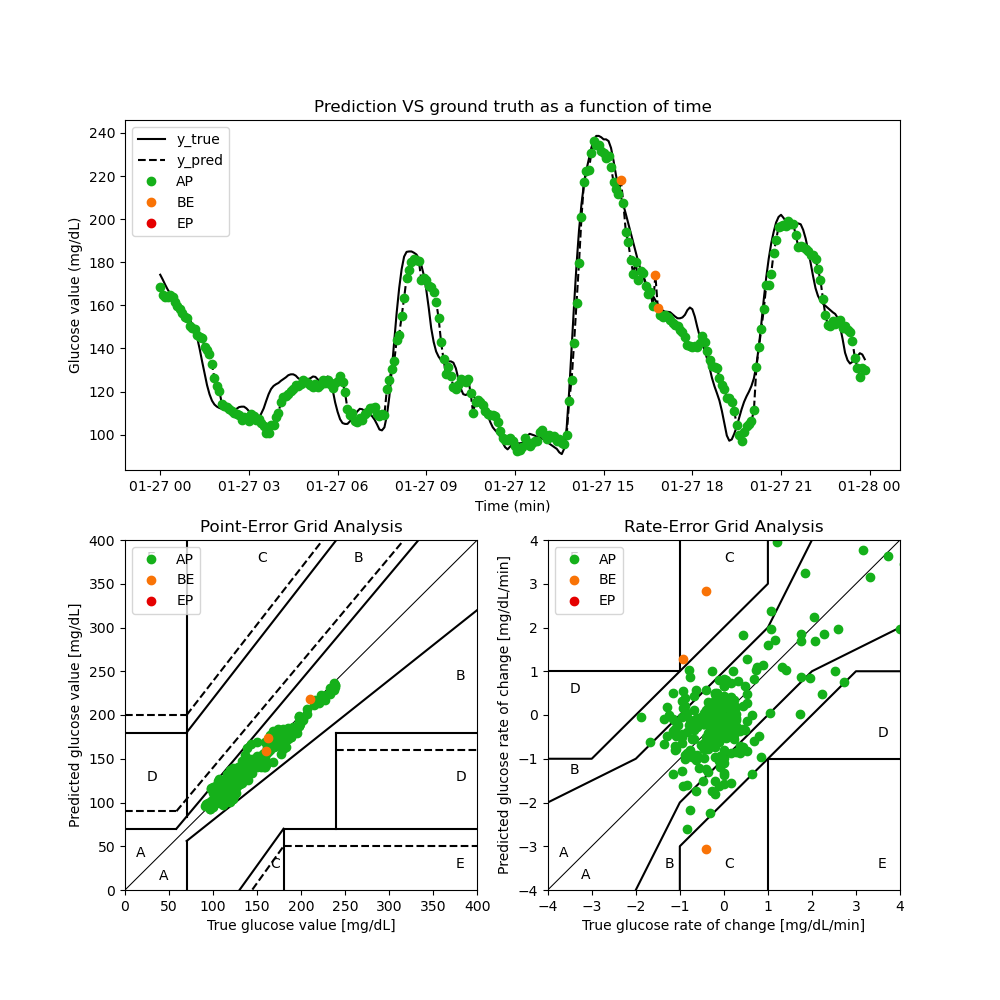 Prediction VS ground truth as a function of time
Glucose value (mg/dL)
240
220
200
180
160
140
120
100
y_true
y_pred
AP
BE
EP
01-27 00 01-27 03 01-27 06 01-27 09 01-27 12 01-27 15 01-27 18 01-27 21 01-28 00
Time (min)
Point-Error Grid Analysis
Predicted glucose value [mg/dL]
400
350
300
250
200
150
100
50
0
AP
BE
EP
C
B
B
D
D
A
A
C
E
0 50 100 150 200 250 300 350 400
True glucose value [mg/dL]
Rate-Error Grid Analysis
Predicted glucose rate of change [mg/dL/min]
4
3
2
1
0
−1
−2
−3
−4
AP
BE
EP
C
D
D
B
A
A
B
C
E
−4 −3 −2 −1 0 1 2 3 4
True glucose rate of change [mg/dL/min]